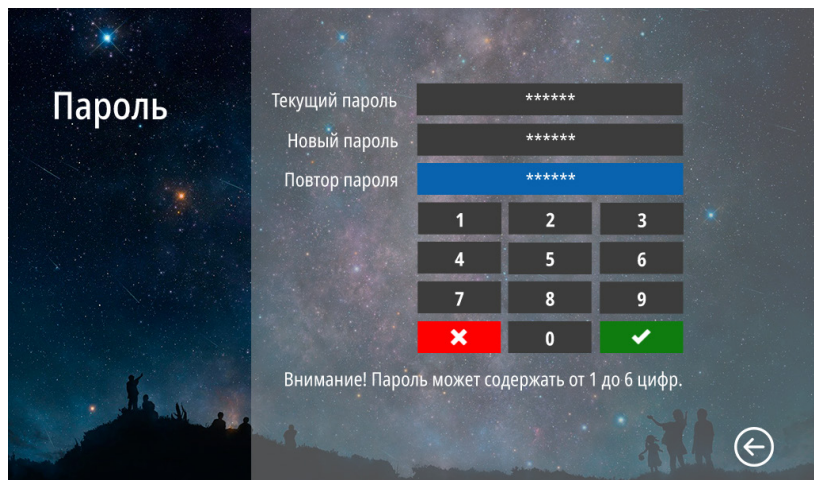 Пароль
Текущий пароль ******
Новый пароль ******
Повтор пароля ******
1 2 3
4 5 6
7 8 9
0
Внимание! Пароль может содержать от 1 до 6 цифр.